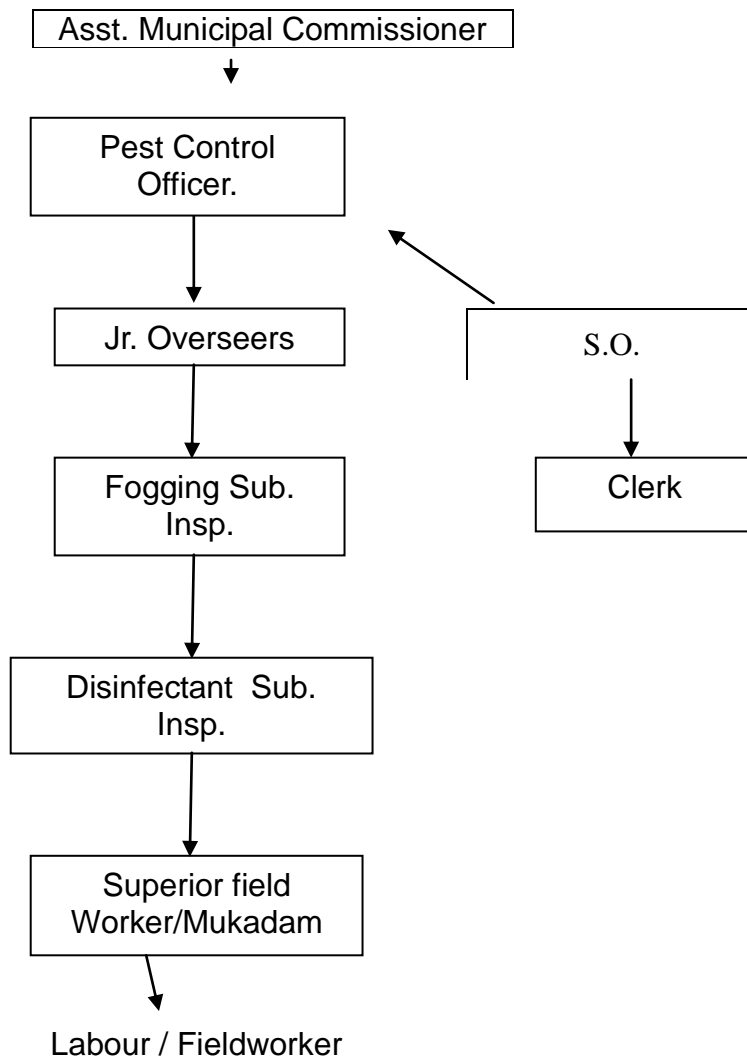 Asst. Municipal Commissioner
Pest Control
Officer.
Jr. Overseers
S.O.
Fogging Sub.
Insp.
Clerk
Disinfectant Sub.
Insp.
Superior field
Worker/Mukadam
Labour / Fieldworker